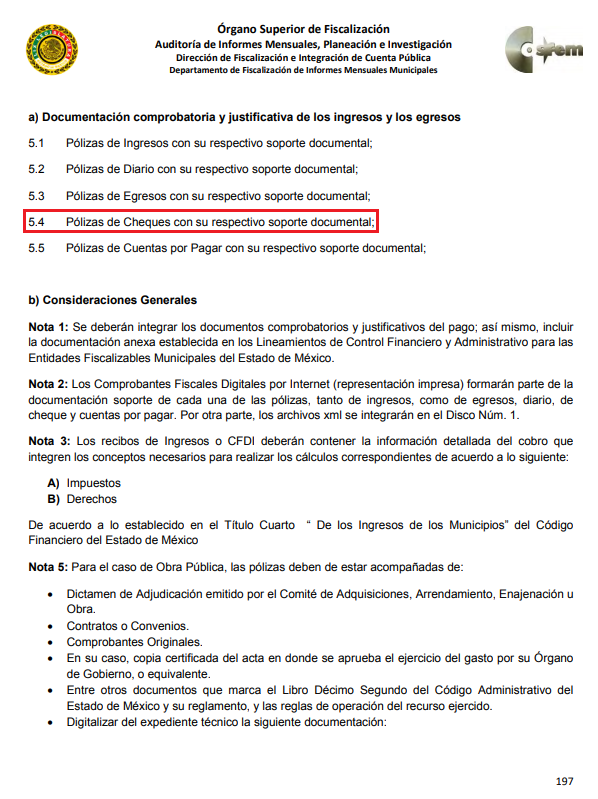 Órgano Superior de Fiscalización
Auditoría de Informes Mensuales, Planeación e Investigación
Dirección de Fiscalización e Integración de Cuenta Pública
Departamento de Fiscalización de Informes Mensuales Municipales
osfem
a) Documentación comprobatoria y justificativa de los ingresos y los egresos
5.1 Pólizas de Ingresos con su respectivo soporte documental;
5.2 Pólizas de Diario con su respectivo soporte documental;
5.3 Pólizas de Egresos con su respectivo soporte documental;
5.4 Pólizas de Cheques con su respectivo soporte documental;
5.5 Pólizas de Cuentas por Pagar con su respectivo soporte documental;
b) Consideraciones Generales
Nota 1: Se deberán integrar los documentos comprobatorios y justificativos del pago; así mismo, incluir
la documentación anexa establecida en los Lineamientos de Control Financiero y Administrativo para las
Entidades Fiscalizables Municipales del Estado de México.
Nota 2: Los Comprobantes Fiscales Digitales por Internet (representación impresa) formarán parte de la
documentación soporte de cada una de las pólizas, tanto de ingresos, como de egresos, diario, de
cheque y cuentas por pagar. Por otra parte, los archivos xml se integrarán en el Disco Núm. 1.
Nota 3: Los recibos de Ingresos o CFDI deberán contener la información detallada del cobro que
integren los conceptos necesarios para realizar los cálculos correspondientes de acuerdo a lo siguiente:
A) Impuestos
B) Derechos
De acuerdo a lo establecido en el Título Cuarto “ De los Ingresos de los Municipios” del Código
Financiero del Estado de México
Nota 5: Para el caso de Obra Pública, las pólizas deben de estar acompañadas de:
• Dictamen de Adjudicación emitido por el Comité de Adquisiciones, Arrendamiento, Enajenación u
Obra.
• Contratos o Convenios.
• Comprobantes Originales.
• En su caso, copia certificada del acta en donde se aprueba el ejercicio del gasto por su Órgano
de Gobierno, o equivalente.
• Entre otros documentos que marca el Libro Décimo Segundo del Código Administrativo del
Estado de México y su reglamento, y las reglas de operación del recurso ejercido.
• Digitalizar del expediente técnico la siguiente documentación:
197